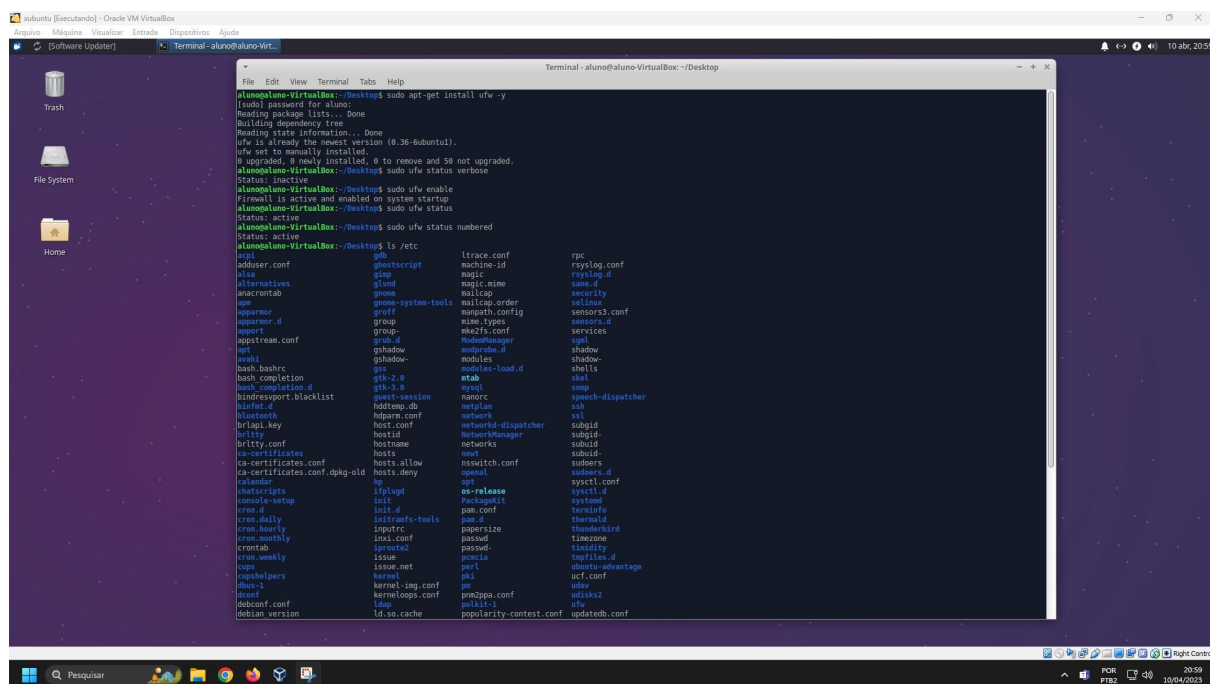 xubuntu [Executando] - Oracle VM VirtualBox
Arquivo Máquina Visualizar Entrada Dispositivos Ajuda
[Software Updater] Terminal - aluno@aluno-Virt... 10 abr, 20:59
Terminal - aluno@aluno-VirtualBox: ~/Desktop
File Edit View Terminal Tabs Help
Trash
File System
Home
aluno@aluno-VirtualBox:~/Desktop$ sudo apt-get install ufw -y
[sudo] password for aluno:
Reading package lists... Done
Building dependency tree
Reading state information... Done
ufw is already the newest version (0.36-6ubuntu1).
ufw set to manually installed.
0 upgraded, 0 newly installed, 0 to remove and 50 not upgraded.
aluno@aluno-VirtualBox:~/Desktop$ sudo ufw status verbose
Status: inactive
aluno@aluno-VirtualBox:~/Desktop$ sudo ufw enable
Firewall is active and enabled on system startup
aluno@aluno-VirtualBox:~/Desktop$ sudo ufw status
Status: active
aluno@aluno-VirtualBox:~/Desktop$ sudo ufw status numbered
Status: active
aluno@aluno-VirtualBox:~/Desktop$ ls /etc
acpi gdb ltrace.conf rpc
adduser.conf ghostscript machine-id rsyslog.conf
alsa gimp magic rsyslog.d
alternatives glvnd magic.mime sane.d
anacrontab gnome mailcap security
apm gnome-system-tools mailcap.order selinux
apparmor groff manpath.config sensors3.conf
apparmor.d group mime.types sensors.d
apport group- mke2fs.conf services
appstream.conf grub.d ModemManager sgml
apt gshadow modprobe.d shadow
avahi gshadow- modules shadow-
bash.bashrc gss modules-load.d shells
bash_completion gtk-2.0 mtab skel
bash_completion.d gtk-3.0 mysql snmp
bindresvport.blacklist guest-session nanorc speech-dispatcher
binfmt.d hddtemp.db netplan ssh
bluetooth hdparm.conf network ssl
brlapi.key host.conf networkd-dispatcher subgid
brltty hostid NetworkManager subgid-
brltty.conf hostname networks subuid
ca-certificates hosts newt subuid-
ca-certificates.conf hosts.allow nsswitch.conf sudoers
ca-certificates.conf.dpkg-old hosts.deny openal sudoers.d
calendar hp opt sysctl.conf
chatscripts ifplugd os-release sysctl.d
console-setup init PackageKit systemd
cron.d init.d pam.conf terminfo
cron.daily initramfs-tools pam.d thermald
cron.hourly inputrc papersize thunderbird
cron.monthly inxi.conf passwd timezone
crontab iproute2 passwd- timidity
cron.weekly issue pcmcia tmpfiles.d
cups issue.net perl ubuntu-advantage
cupshelpers kernel pki ucf.conf
dbus-1 kernel-img.conf pm udev
dconf kerneloops.conf pnm2ppa.conf udisks2
debconf.conf ldap polkit-1 ufw
debian_version ld.so.cache popularity-contest.conf updatedb.conf
Right Contro
Pesquisar
POR 20:59
PTB2 10/04/2023